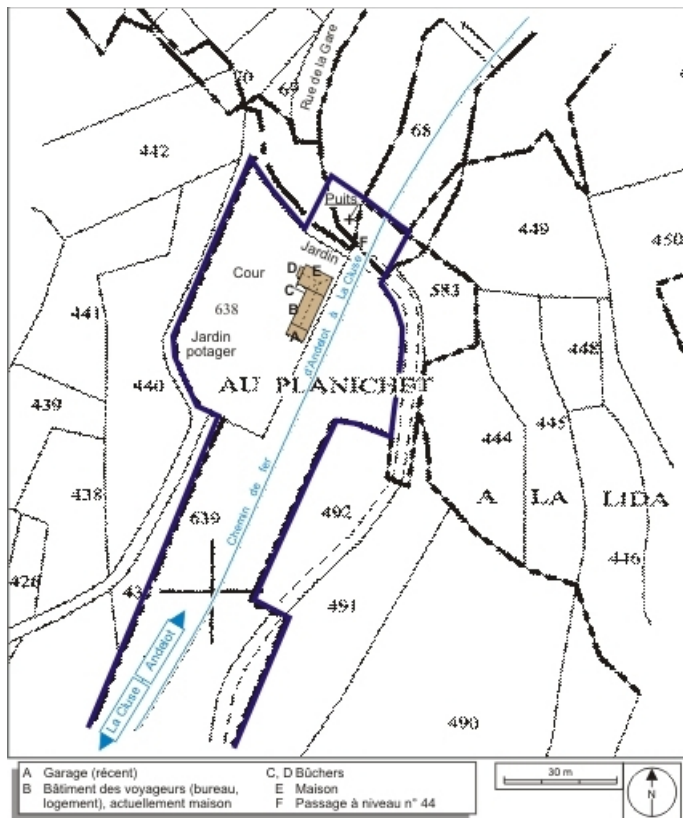 70
69
Rue de la Gare
68
442
Puits
F
449
450
Jardin
D
E
Cour
C
583
638
B
441
A
Jardin
potager
448
d'Andelot à La Cluse
440
AU PLANICHET
439
444
445
438
Chemin de fer
639
492
A LA LIDA
446
426
43
491
La Cluse
Andelot
490
A Garage (récent)
B Bâtiment des voyageurs (bureau,
logement), actuellement maison
C, D Bûchers
E Maison
F Passage à niveau n° 44
30 m
N